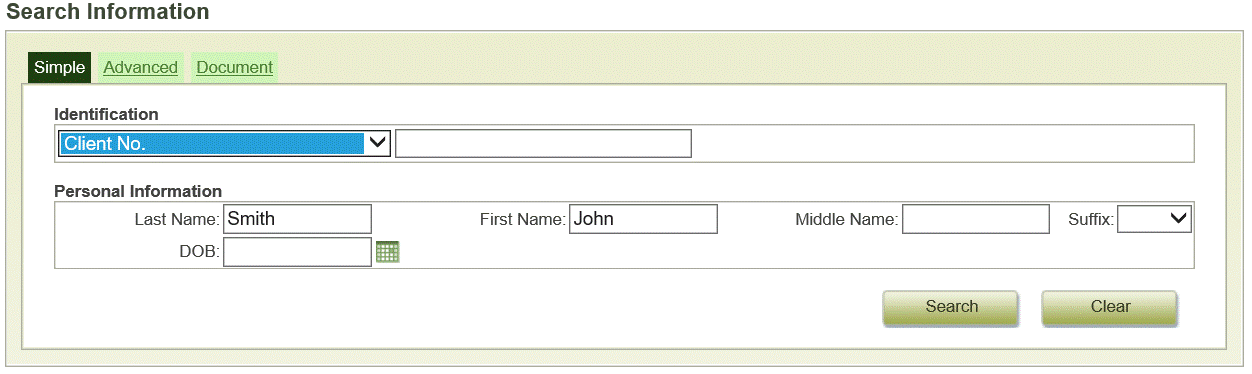 Search Information
Simple Advanced Document
Identification
Client No.
Personal Information
Last Name: Smith First Name: John Middle Name: Suffix:
DOB:
Search Clear